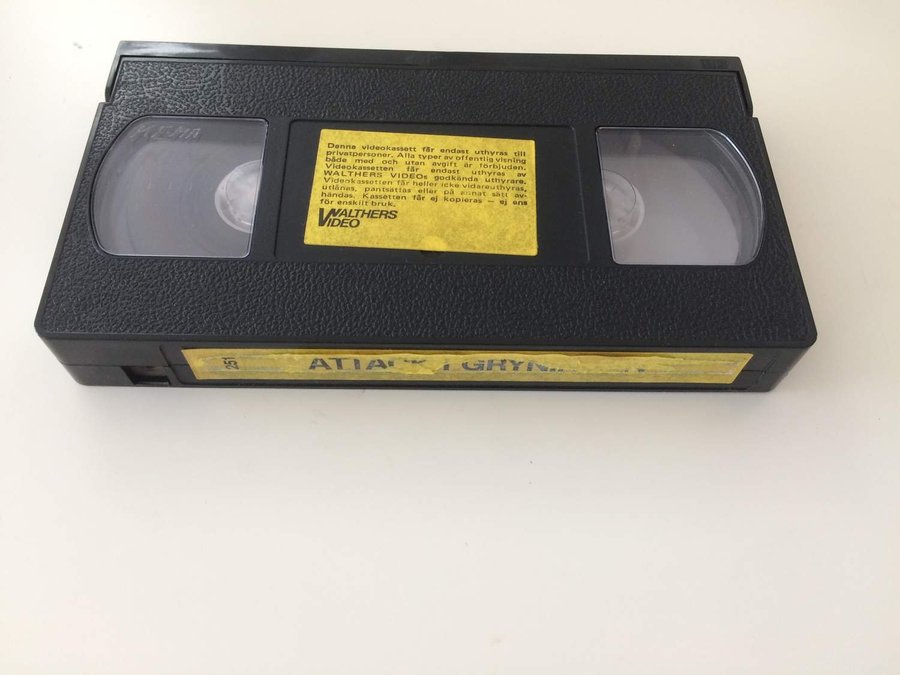 Denna videokassett får endast uthyras till
privatpersoner. Alla typer av offentlig visning
både med och utan avgift är förbjuden.
Videokassetten får endast uthyras av
WALTHERS VIDEOs godkända uthyrare.
Videokassetten får heller icke vidareuthyras,
utlånas, pantsättas eller på annat sätt av-
händas. Kassetten får ej kopieras — ej ens
för enskilt bruk.
WALTHERS
VIDEO
251
ATTACK I GRYNI